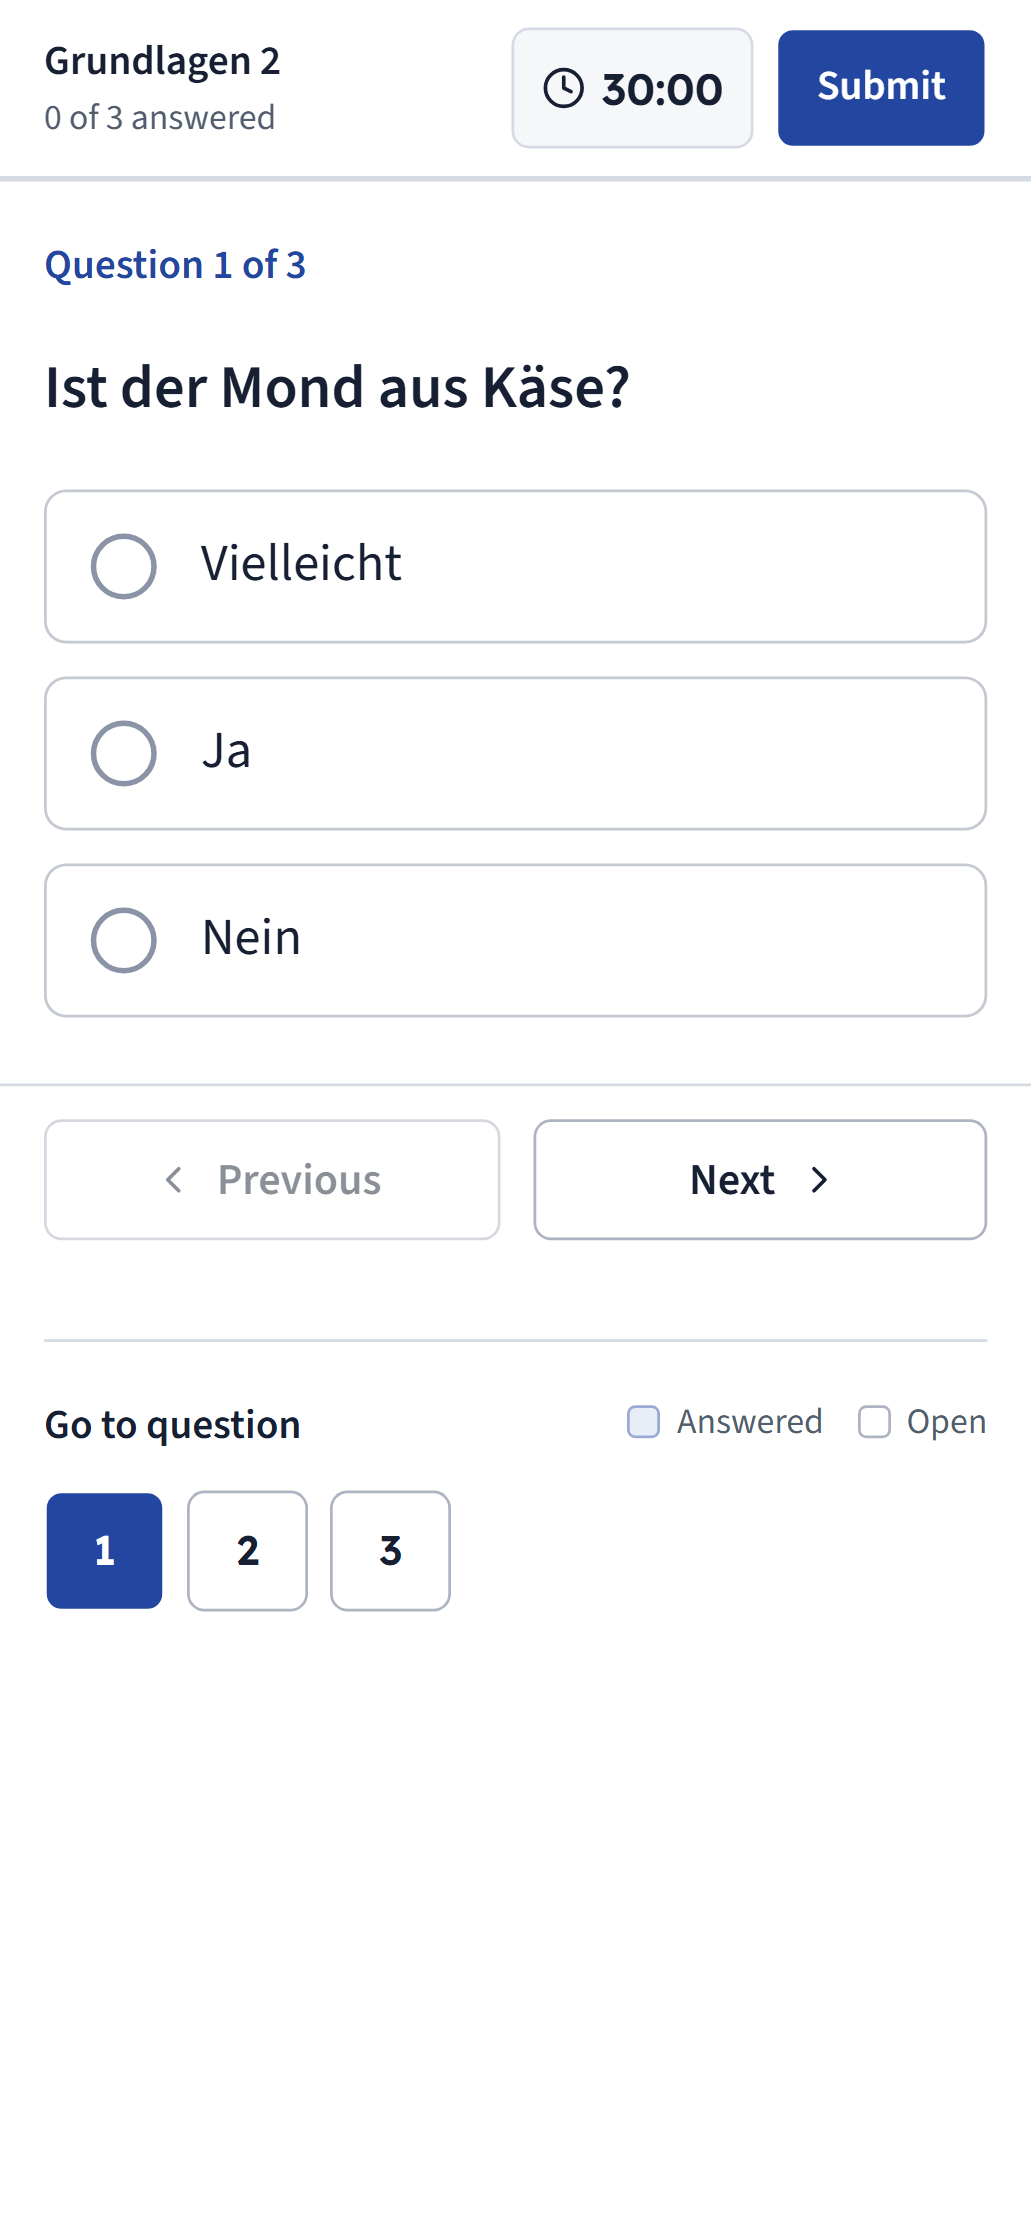 Grundlagen 2
0 of 3 answered
30:00
Submit
Question 1 of 3
Ist der Mond aus Käse?
Vielleicht
Ja
Nein
Previous
Next
Go to question
Answered
Open
1
2
3